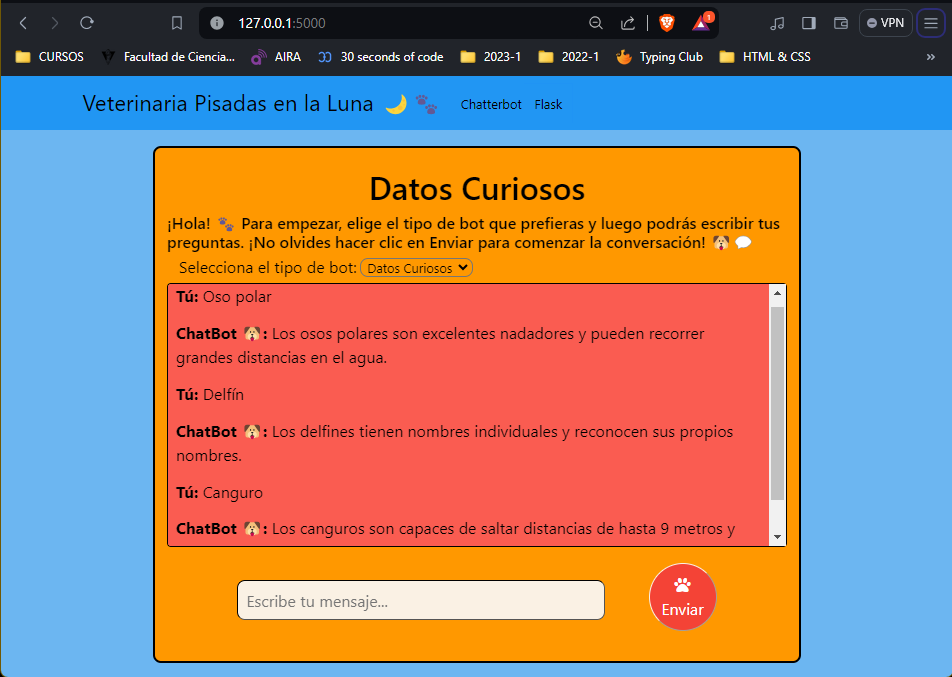 127.0.0.1:5000
1
VPN
CURSOS
Facultad de Ciencia...
AIRA
30 seconds of code
2023-1
2022-1
Typing Club
HTML & CSS
»
Veterinaria Pisadas en la Luna 🌙 🐾
Chatterbot
Flask
Datos Curiosos
¡Hola! 🐾 Para empezar, elige el tipo de bot que prefieras y luego podrás escribir tus
preguntas. ¡No olvides hacer clic en Enviar para comenzar la conversación! 🐶 💬
Selecciona el tipo de bot: Datos Curiosos
Tú: Oso polar
ChatBot 🐶: Los osos polares son excelentes nadadores y pueden recorrer
grandes distancias en el agua.
Tú: Delfín
ChatBot 🐶: Los delfines tienen nombres individuales y reconocen sus propios
nombres.
Tú: Canguro
ChatBot 🐶: Los canguros son capaces de saltar distancias de hasta 9 metros y
Escribe tu mensaje...
Enviar